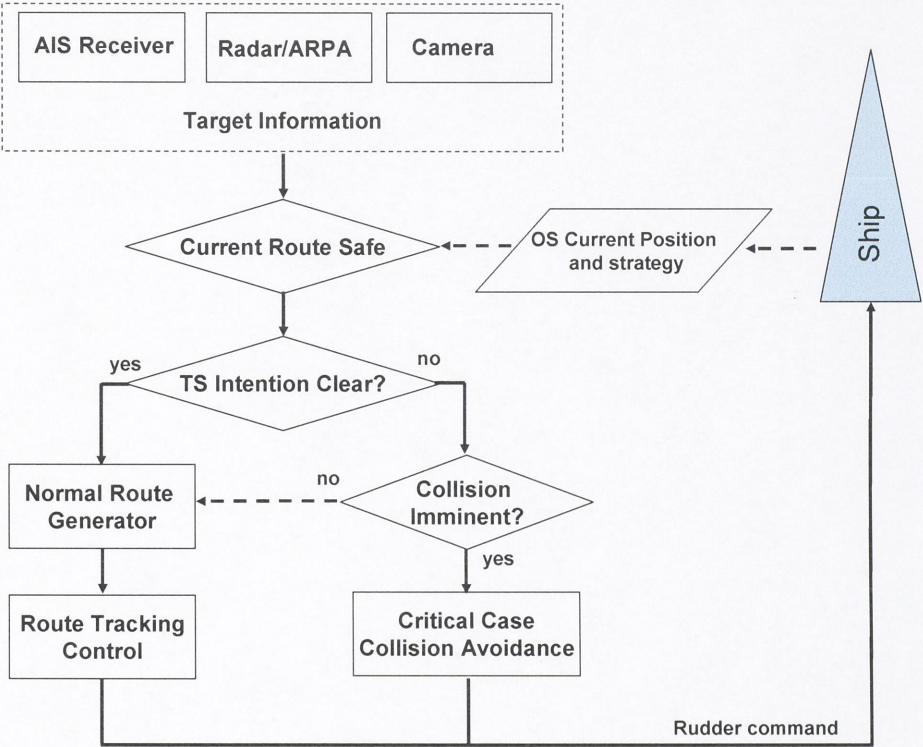 AIS Receiver
Radar/ARPA
Camera
Target Information
Current Route Safe
OS Current Position
and strategy
Ship
yes
TS Intention Clear?
no
Normal Route
Generator
no
Collision
Imminent?
yes
Route Tracking
Control
Critical Case
Collision Avoidance
Rudder command